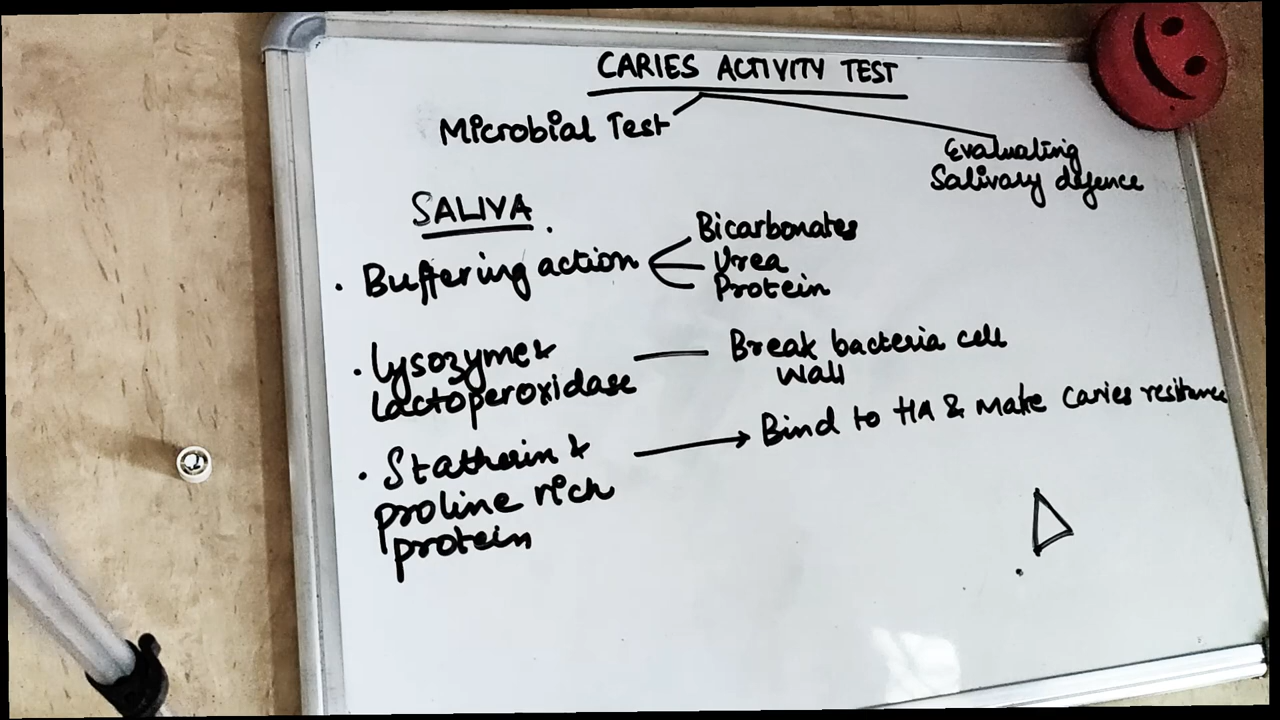 CARIES ACTIVITY TEST
Microbial Test
Evaluating
Salivary defence
SALIVA
• Buffering action
Bicarbonates
Urea
Protein
• Lysozyme &
Lactoperoxidase
Break bacteria cell
Wall
• Statherin &
proline rich
protein
Bind to HA & Make caries resistance